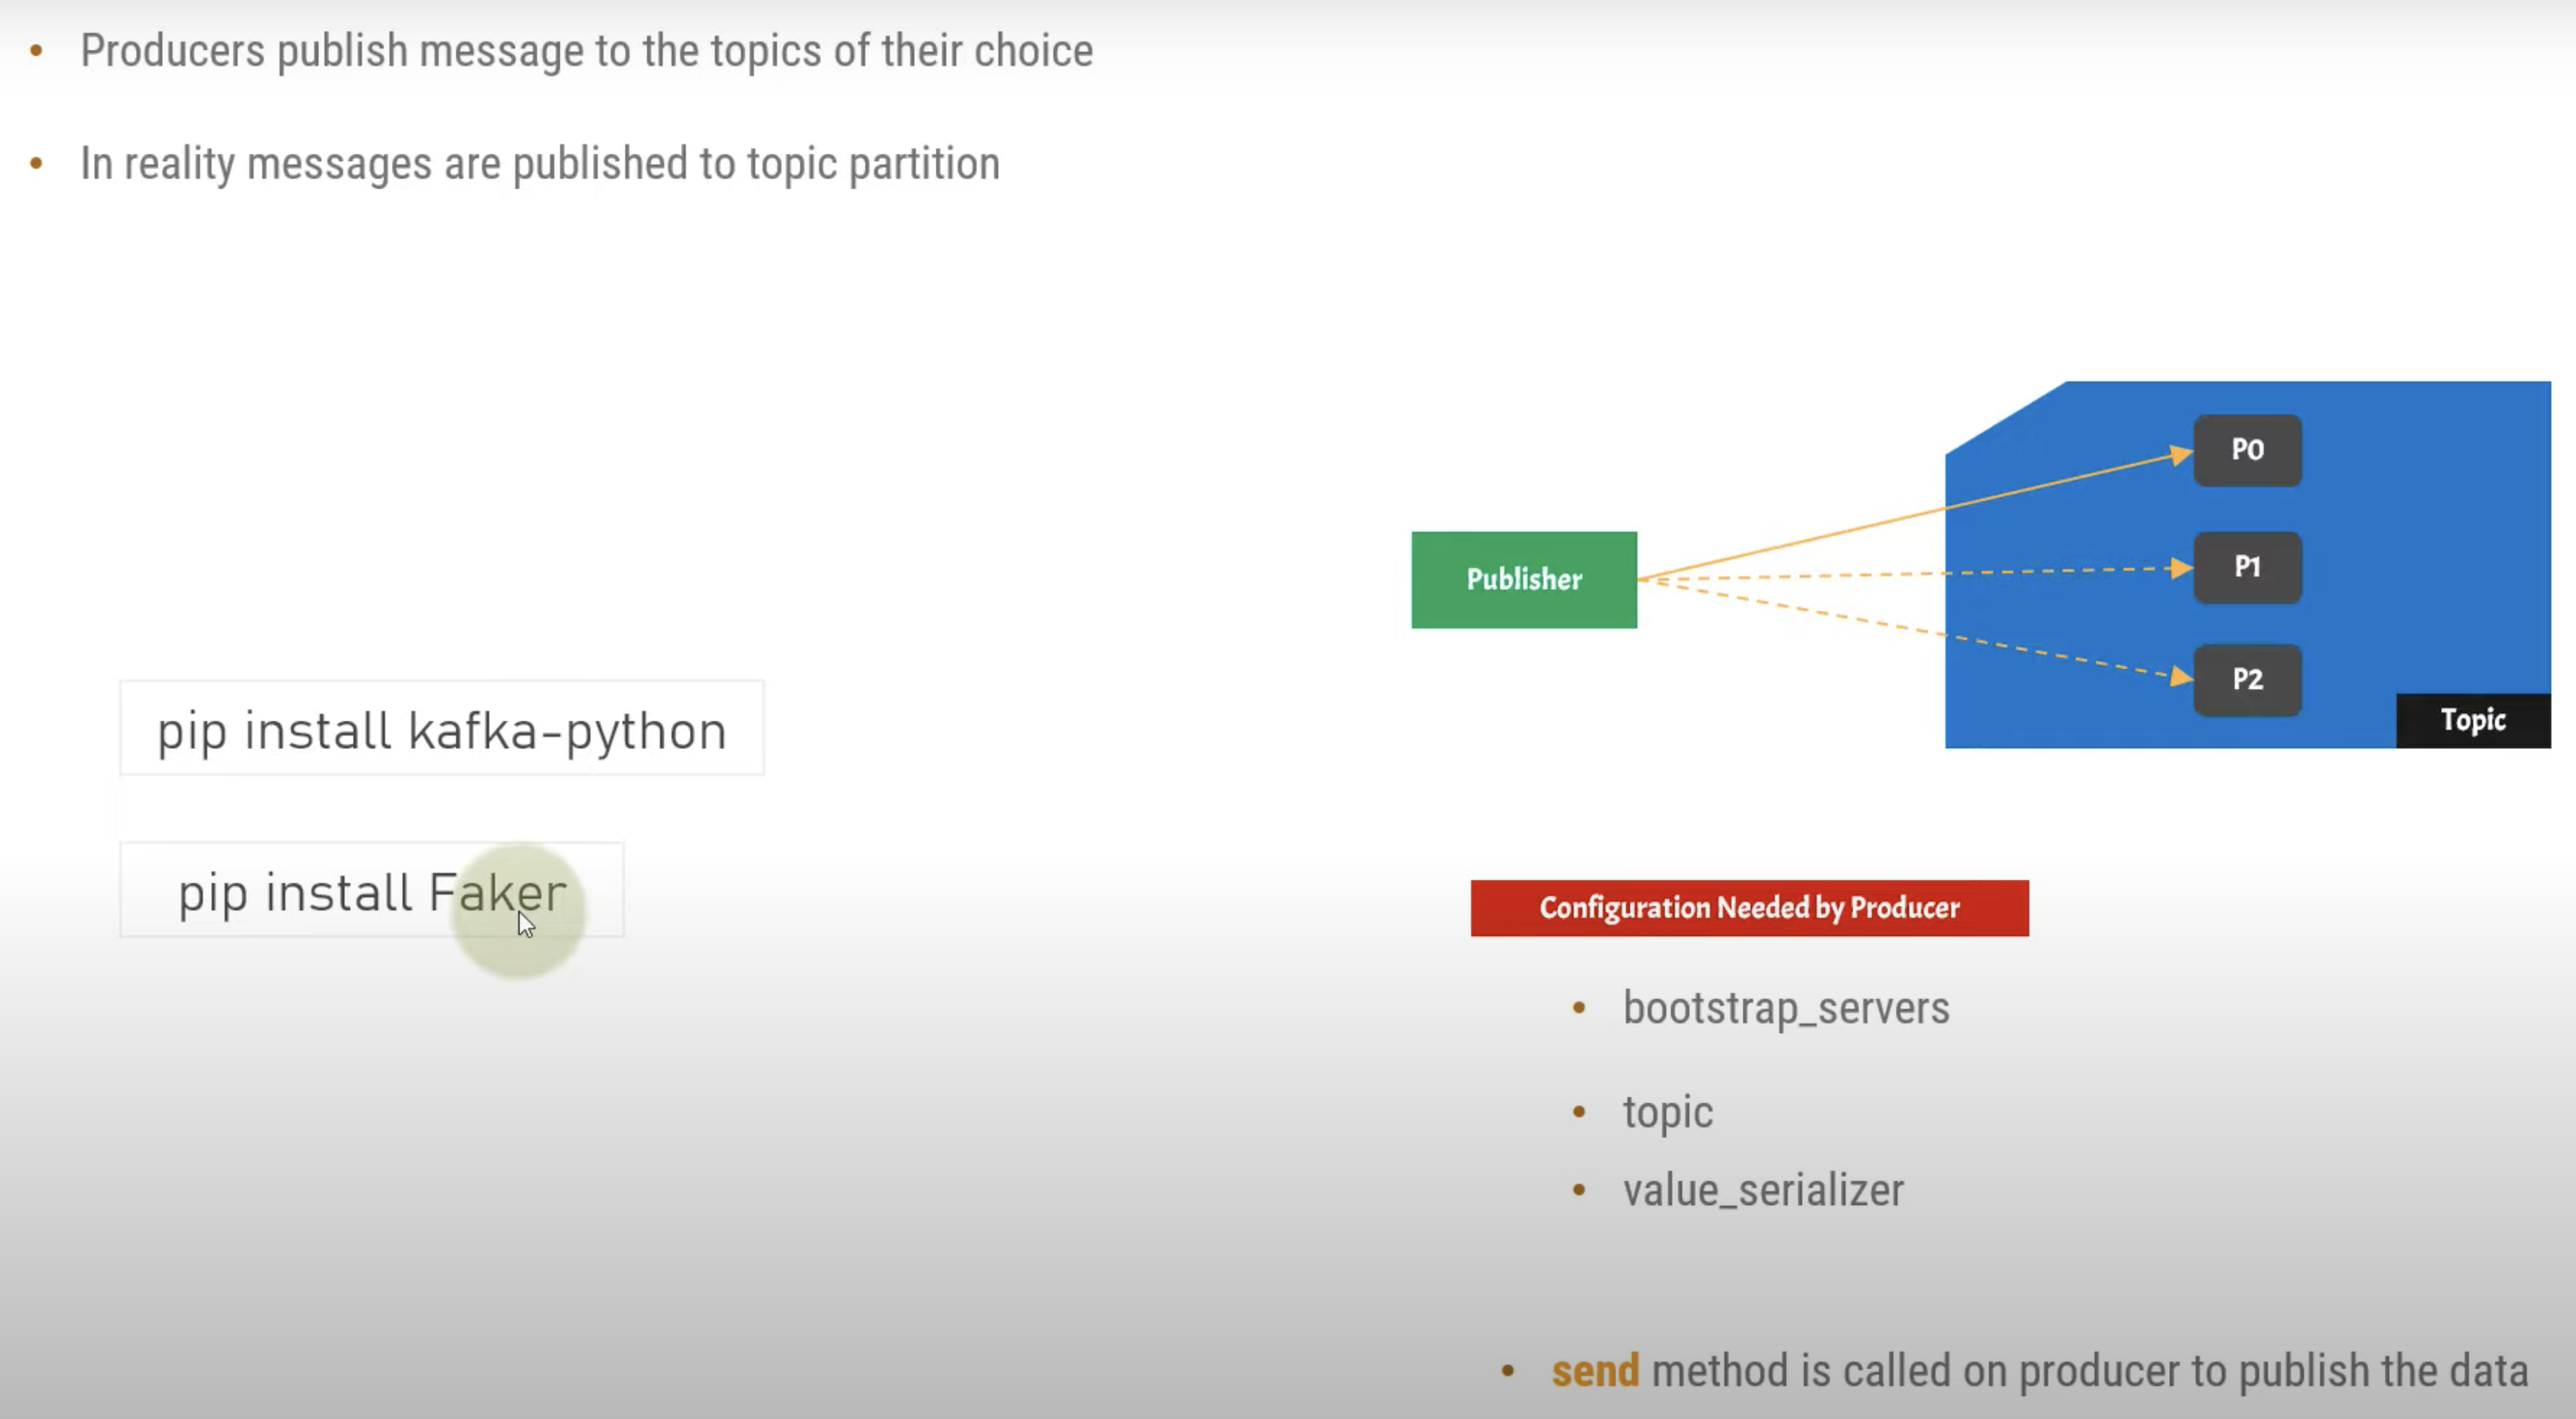 Producers publish message to the topics of their choice
In reality messages are published to topic partition
P0
Publisher
P1
P2
Topic
pip install kafka-python
pip install Faker
Configuration Needed by Producer
bootstrap_servers
topic
value_serializer
send method is called on producer to publish the data